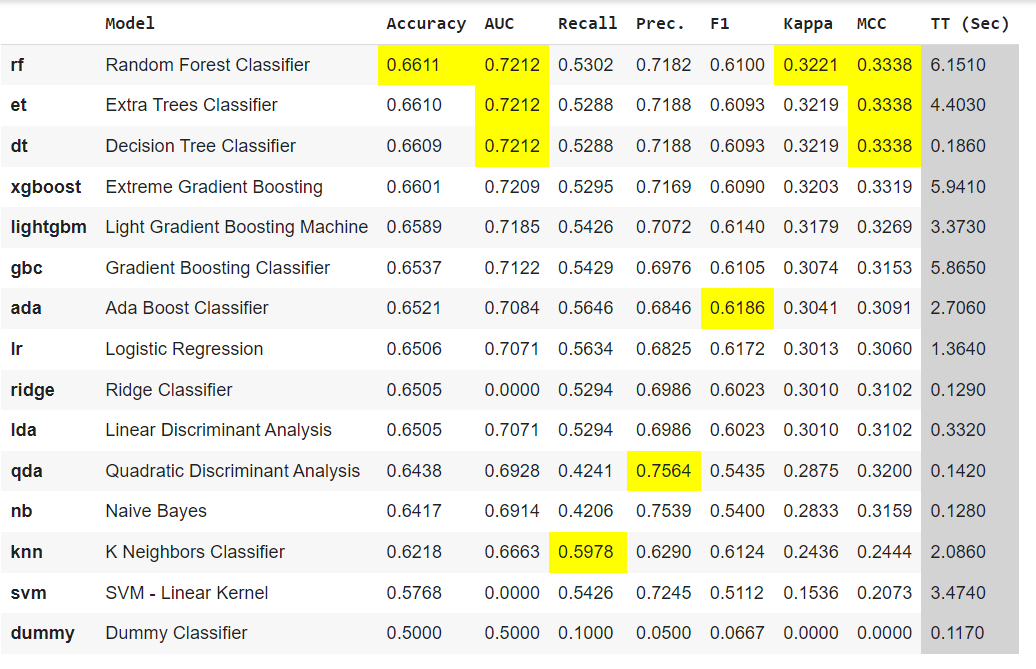 Model Accuracy AUC Recall Prec. F1 Kappa MCC TT (Sec)
rf Random Forest Classifier 0.6611 0.7212 0.5302 0.7182 0.6100 0.3221 0.3338 6.1510
et Extra Trees Classifier 0.6610 0.7212 0.5288 0.7188 0.6093 0.3219 0.3338 4.4030
dt Decision Tree Classifier 0.6609 0.7212 0.5288 0.7188 0.6093 0.3219 0.3338 0.1860
xgboost Extreme Gradient Boosting 0.6601 0.7209 0.5295 0.7169 0.6090 0.3203 0.3319 5.9410
lightgbm Light Gradient Boosting Machine 0.6589 0.7185 0.5426 0.7072 0.6140 0.3179 0.3269 3.3730
gbc Gradient Boosting Classifier 0.6537 0.7122 0.5429 0.6976 0.6105 0.3074 0.3153 5.8650
ada Ada Boost Classifier 0.6521 0.7084 0.5646 0.6846 0.6186 0.3041 0.3091 2.7060
lr Logistic Regression 0.6506 0.7071 0.5634 0.6825 0.6172 0.3013 0.3060 1.3640
ridge Ridge Classifier 0.6505 0.0000 0.5294 0.6986 0.6023 0.3010 0.3102 0.1290
lda Linear Discriminant Analysis 0.6505 0.7071 0.5294 0.6986 0.6023 0.3010 0.3102 0.3320
qda Quadratic Discriminant Analysis 0.6438 0.6928 0.4241 0.7564 0.5435 0.2875 0.3200 0.1420
nb Naive Bayes 0.6417 0.6914 0.4206 0.7539 0.5400 0.2833 0.3159 0.1280
knn K Neighbors Classifier 0.6218 0.6663 0.5978 0.6290 0.6124 0.2436 0.2444 2.0860
svm SVM - Linear Kernel 0.5768 0.0000 0.5426 0.7245 0.5112 0.1536 0.2073 3.4740
dummy Dummy Classifier 0.5000 0.5000 0.1000 0.0500 0.0667 0.0000 0.0000 0.1170